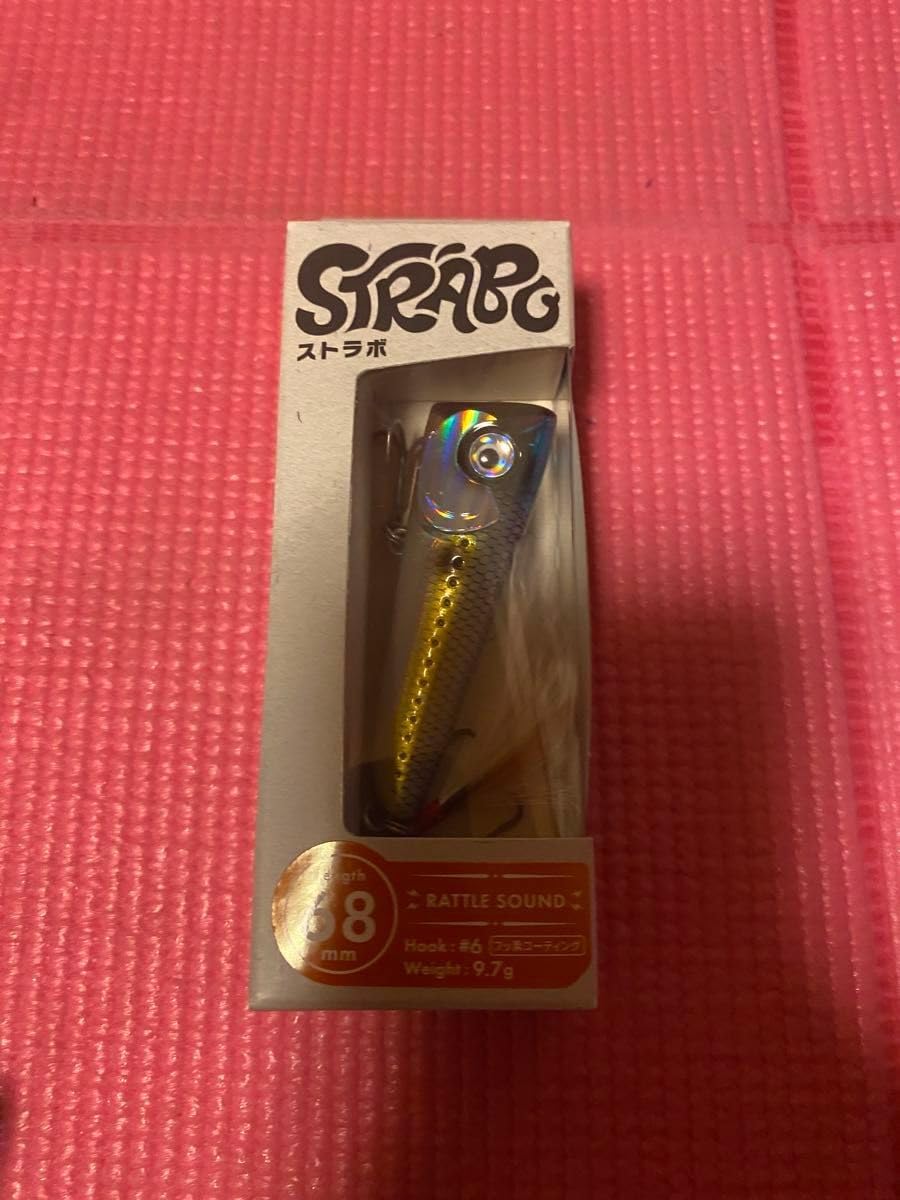 STRABO
ストラボ
Length
68
mm
RATTLE SOUND
Hook : #6 フッ素コーティング
Weight : 9.7g